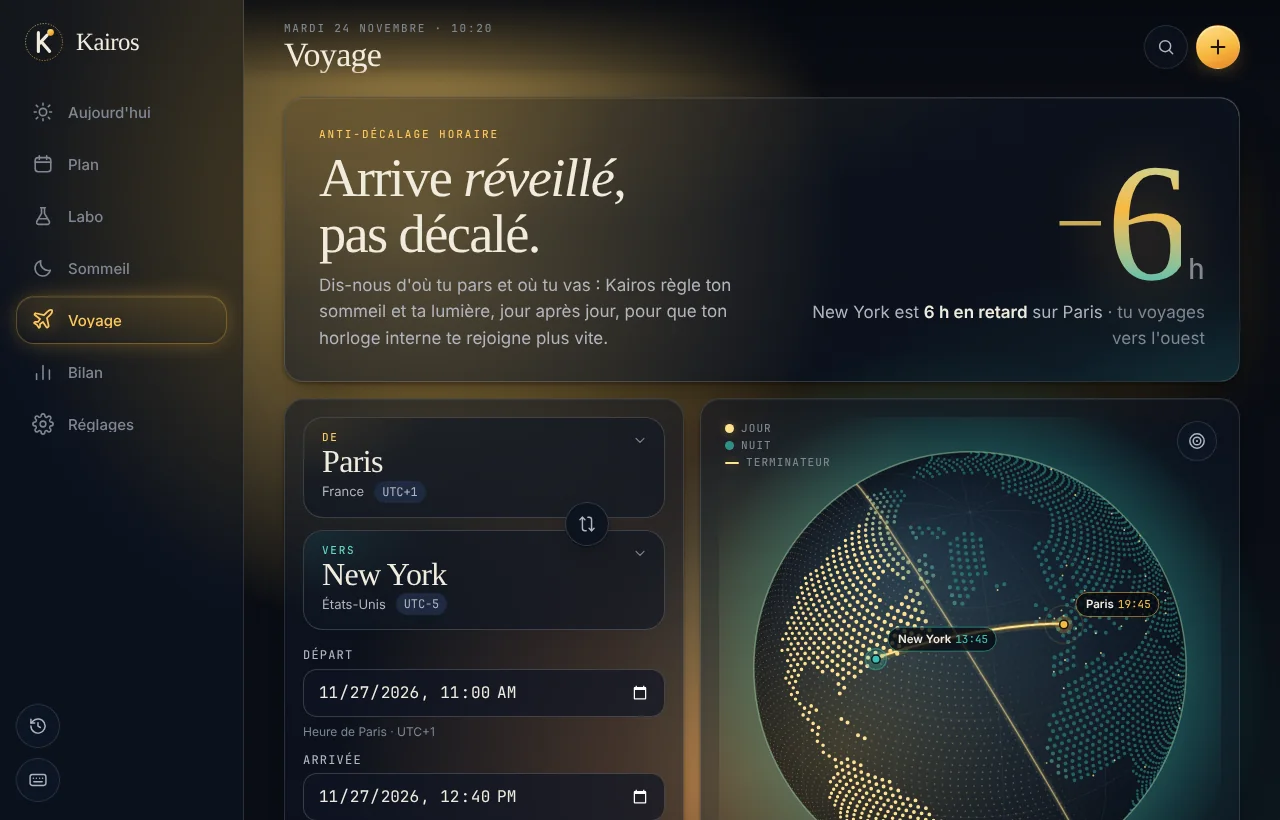 Kairos
Aujourd'hui
Plan
Labo
Sommeil
Voyage
Bilan
Réglages
MARDI 24 NOVEMBRE · 10:20
Voyage
ANTI-DÉCALAGE HORAIRE
Arrive réveillé,
pas décalé.
Dis-nous d'où tu pars et où tu vas : Kairos règle ton
sommeil et ta lumière, jour après jour, pour que ton
horloge interne te rejoigne plus vite.
−6h
New York est 6 h en retard sur Paris · tu voyages
vers l'ouest
DE
Paris
France UTC+1
VERS
New York
États-Unis UTC-5
DÉPART
11/27/2026, 11:00 AM
Heure de Paris · UTC+1
ARRIVÉE
11/27/2026, 12:40 PM
JOUR
NUIT
TERMINATEUR
Paris 19:45
New York 13:45